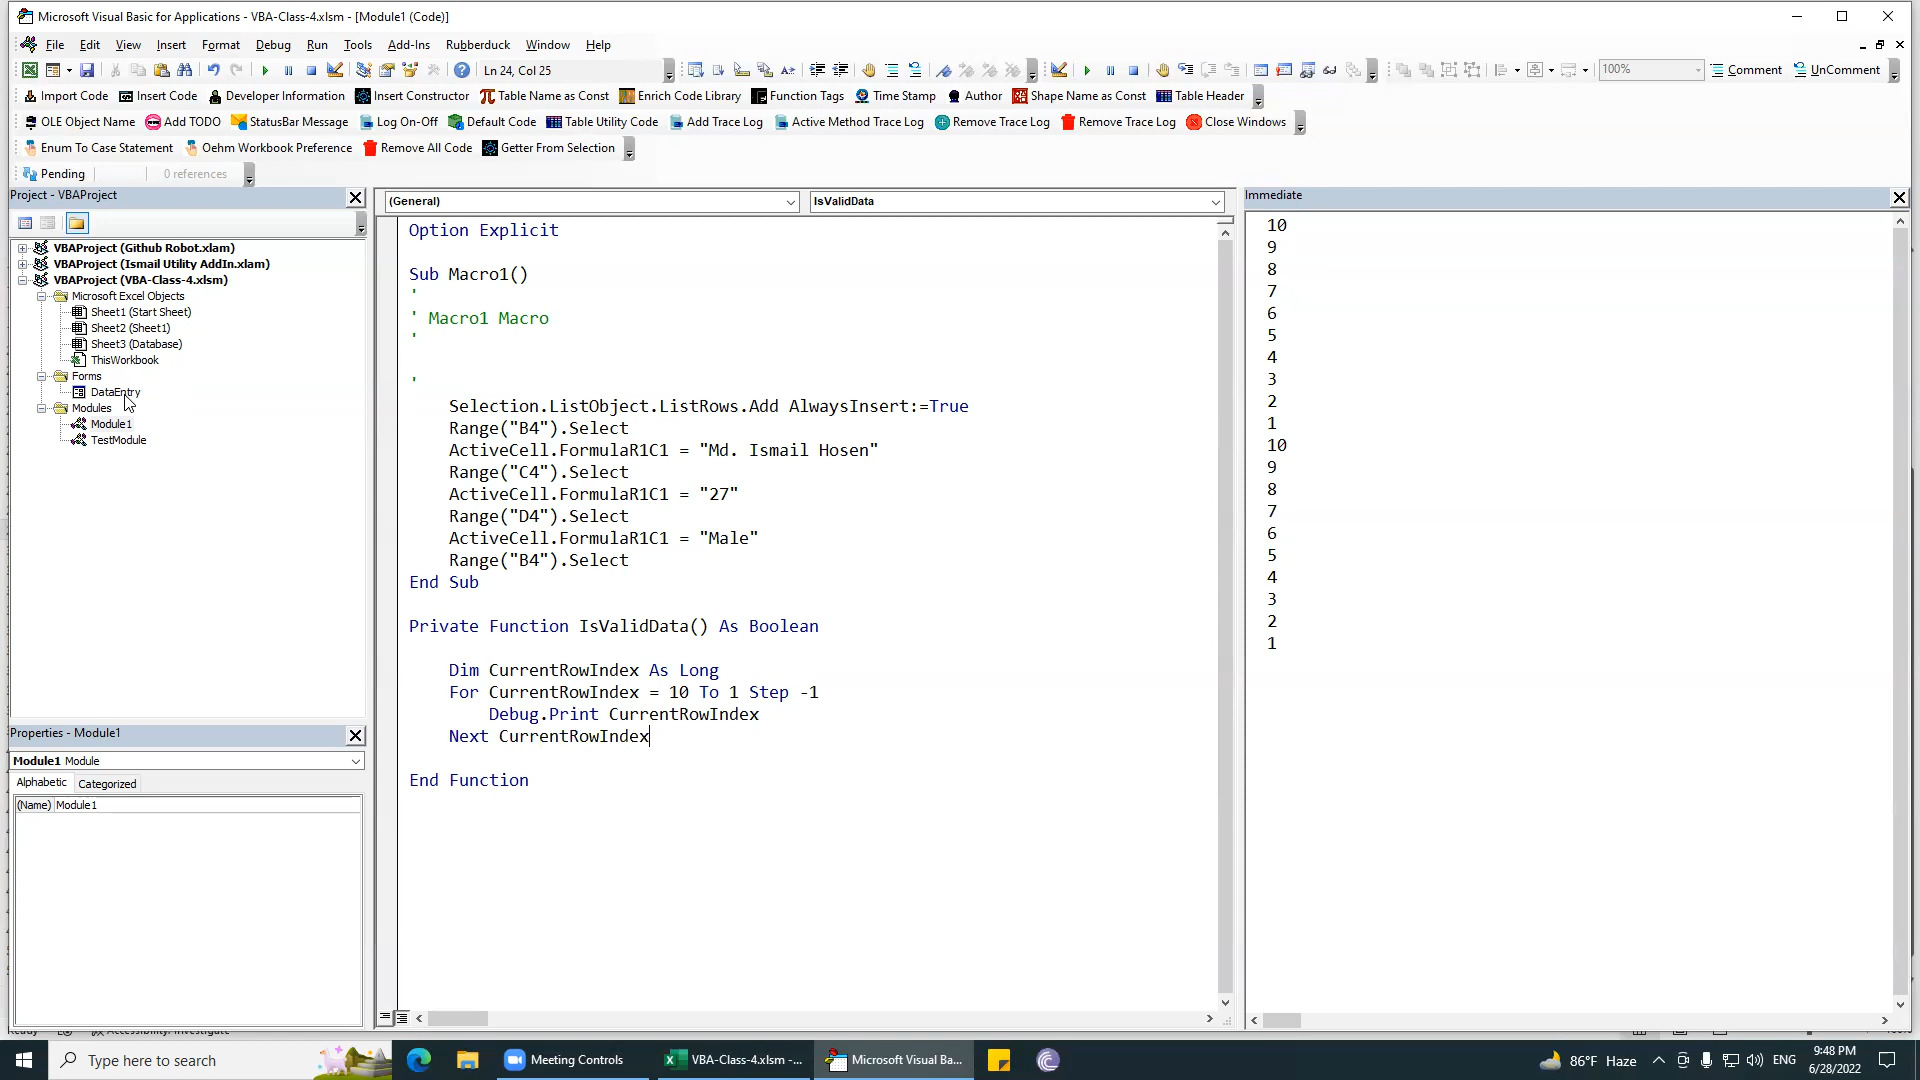 Microsoft Visual Basic for Applications - VBA-Class-4.xlsm - [Module1 (Code)]
File Edit View Insert Format Debug Run Tools Add-Ins Rubberduck Window Help
Ln 24, Col 25 100% Comment UnComment
Import Code Insert Code Developer Information Insert Constructor Table Name as Const Enrich Code Library Function Tags Time Stamp Author Shape Name as Const Table Header
OLE Object Name Add TODO StatusBar Message Log On-Off Default Code Table Utility Code Add Trace Log Active Method Trace Log Remove Trace Log Remove Trace Log Close Windows
Enum To Case Statement Oehm Workbook Preference Remove All Code Getter From Selection
Pending 0 references
Project - VBAProject
VBAProject (Github Robot.xlam)
VBAProject (Ismail Utility AddIn.xlam)
VBAProject (VBA-Class-4.xlsm)
Microsoft Excel Objects
Sheet1 (Start Sheet)
Sheet2 (Sheet1)
Sheet3 (Database)
ThisWorkbook
Forms
DataEntry
Modules
Module1
TestModule
Properties - Module1
Module1 Module
Alphabetic Categorized
(Name) Module1
(General) IsValidData
Option Explicit
Sub Macro1()
'
' Macro1 Macro
'
'
Selection.ListObject.ListRows.Add AlwaysInsert:=True
Range("B4").Select
ActiveCell.FormulaR1C1 = "Md. Ismail Hosen"
Range("C4").Select
ActiveCell.FormulaR1C1 = "27"
Range("D4").Select
ActiveCell.FormulaR1C1 = "Male"
Range("B4").Select
End Sub
Private Function IsValidData() As Boolean
Dim CurrentRowIndex As Long
For CurrentRowIndex = 10 To 1 Step -1
Debug.Print CurrentRowIndex
Next CurrentRowIndex
End Function
Immediate
10
9
8
7
6
5
4
3
2
1
10
9
8
7
6
5
4
3
2
1
Type here to search
Meeting Controls
VBA-Class-4.xlsm -...
Microsoft Visual Ba...
86°F Haze
ENG
9:48 PM
6/28/2022